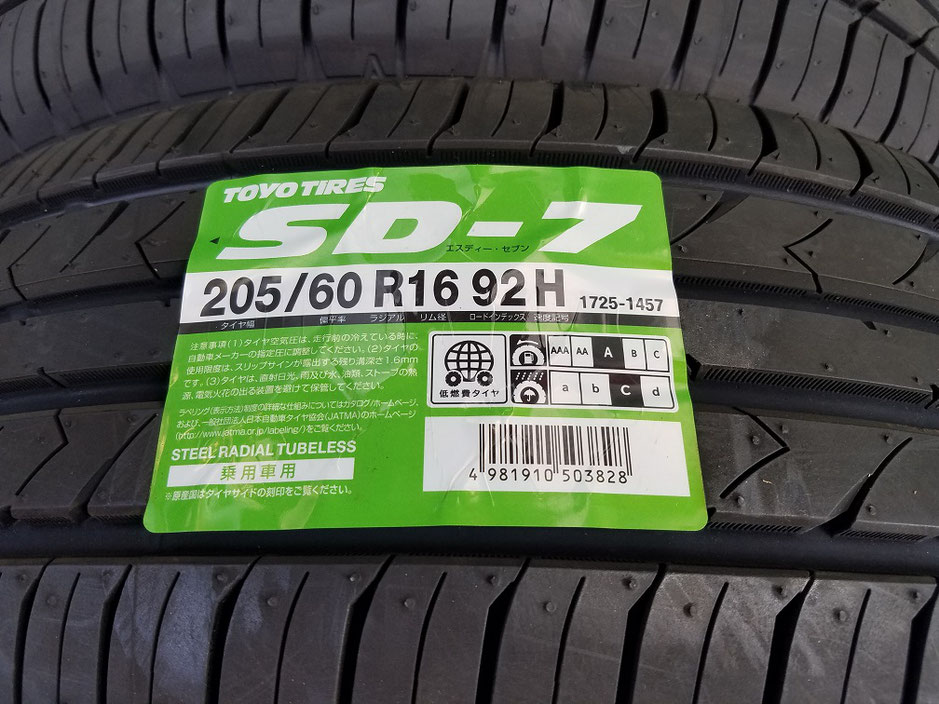 TOYO TIRES
SD-7
エスディー・セブン
205/60 R16 92 H 1725-1457
タイヤ幅 偏平率 ラジアル リム径 ロードインデックス 速度記号
注意事項(1)タイヤ空気圧は、走行前の冷えている時に、
自動車メーカーの指定圧に調整してください。(2)タイヤの
使用限度は、スリップサインが露出する残り溝深さ1.6mm
です。(3)タイヤは、直射日光、雨及び水、油類、ストーブの熱
源、電気火花の出る装置を避けて保管してください。
ラベリング(表示方法)制度の詳細な仕組みについてはカタログ/ホームページ、
および、一般社団法人日本自動車タイヤ協会(JATMA)のホームページ
(http://www.jatma.or.jp/labeling/)をご覧ください。
STEEL RADIAL TUBELESS
乗用車用
※原産国はタイヤサイドの刻印をご覧ください。
低燃費タイヤ
AAA AA A B C
a b c d
4 981910 503828